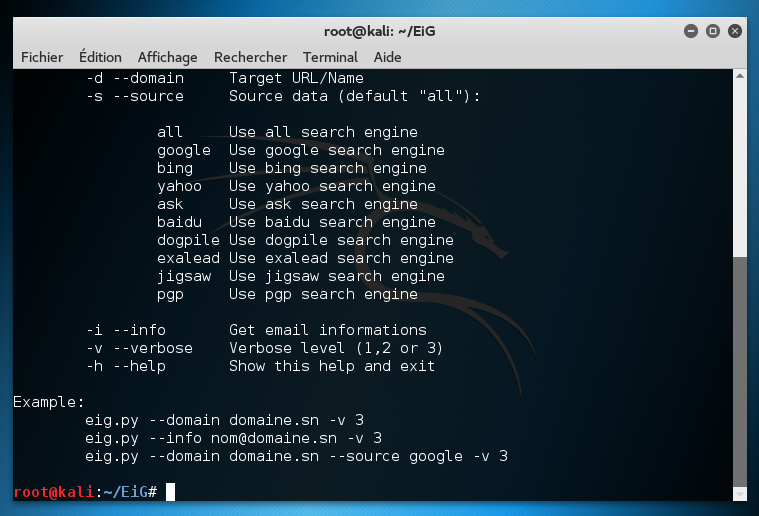 root@kali: ~/EiG
Fichier Édition Affichage Rechercher Terminal Aide
-d --domain Target URL/Name
-s --source Source data (default "all"):
all Use all search engine
google Use google search engine
bing Use bing search engine
yahoo Use yahoo search engine
ask Use ask search engine
baidu Use baidu search engine
dogpile Use dogpile search engine
exalead Use exalead search engine
jigsaw Use jigsaw search engine
pgp Use pgp search engine
-i --info Get email informations
-v --verbose Verbose level (1,2 or 3)
-h --help Show this help and exit
Example:
eig.py --domain domaine.sn -v 3
eig.py --info nom@domaine.sn -v 3
eig.py --domain domaine.sn --source google -v 3
root@kali:~/EiG#